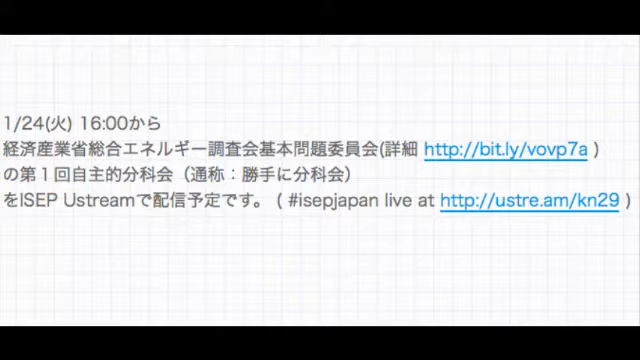 1/24(火) 16:00から
経済産業省総合エネルギー調査会基本問題委員会(詳細 http://bit.ly/vovp7a )
の第１回自主的分科会（通称：勝手に分科会）
をISEP Ustreamで配信予定です。 ( #isepjapan live at http://ustre.am/kn29 )